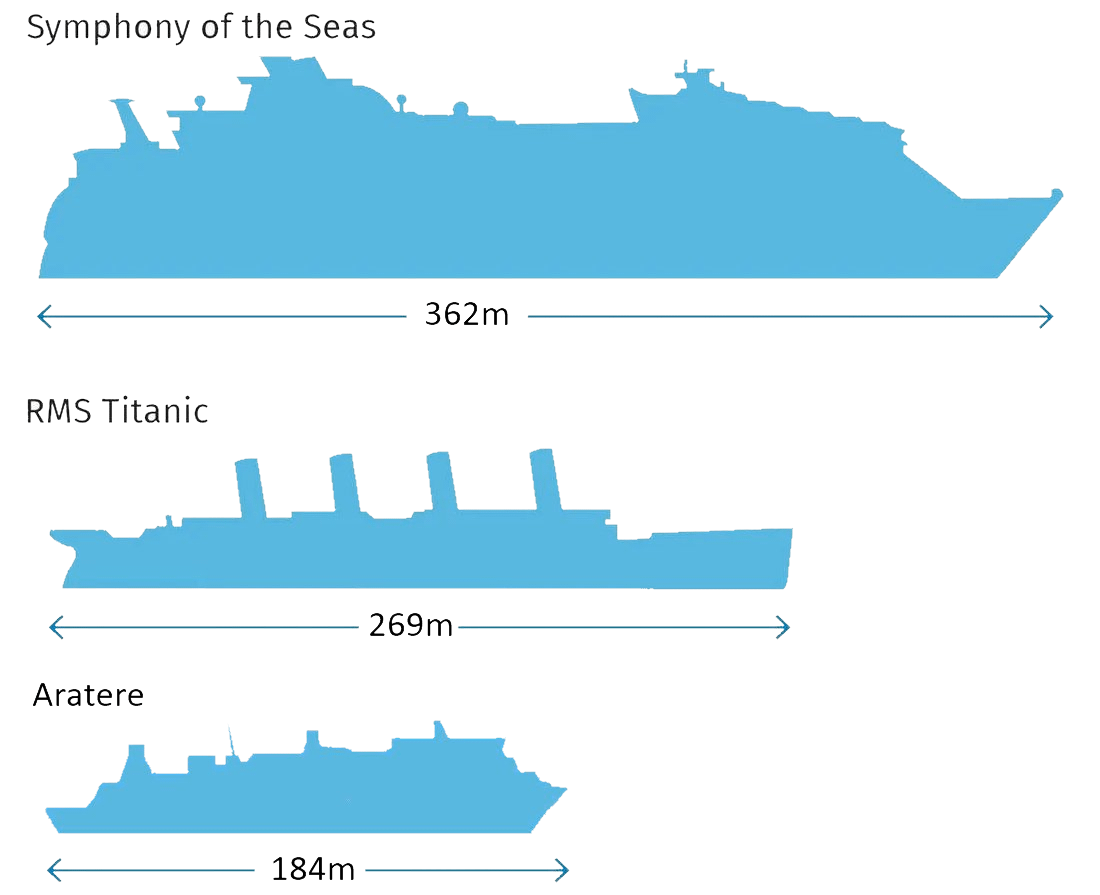 Symphony of the Seas
362m
RMS Titanic
269m
Aratere
184m